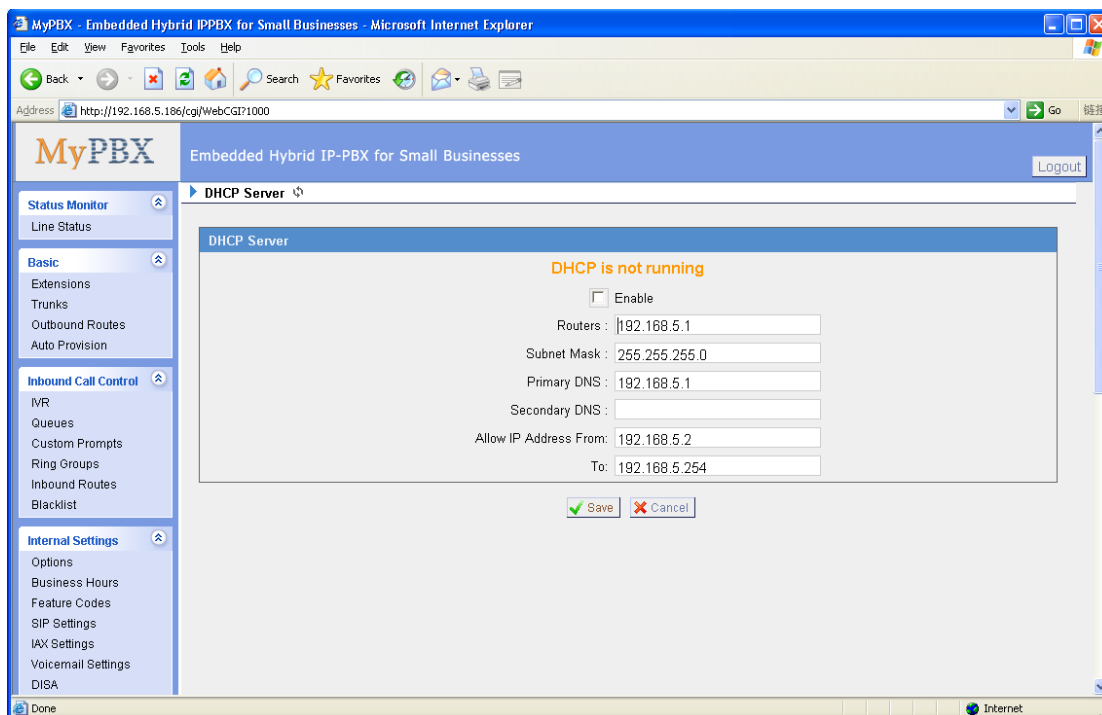 MyPBX - Embedded Hybrid IPPBX for Small Businesses - Microsoft Internet Explorer
File Edit View Favorites Tools Help
Back Search Favorites
Address http://192.168.5.186/cgi/WebCGI?1000 Go 链接
MyPBX
Embedded Hybrid IP-PBX for Small Businesses
Logout
Status Monitor
Line Status
Basic
Extensions
Trunks
Outbound Routes
Auto Provision
Inbound Call Control
IVR
Queues
Custom Prompts
Ring Groups
Inbound Routes
Blacklist
Internal Settings
Options
Business Hours
Feature Codes
SIP Settings
IAX Settings
Voicemail Settings
DISA
DHCP Server
DHCP Server
DHCP is not running
Enable
Routers : 192.168.5.1
Subnet Mask : 255.255.255.0
Primary DNS : 192.168.5.1
Secondary DNS :
Allow IP Address From: 192.168.5.2
To: 192.168.5.254
Save Cancel
Done Internet